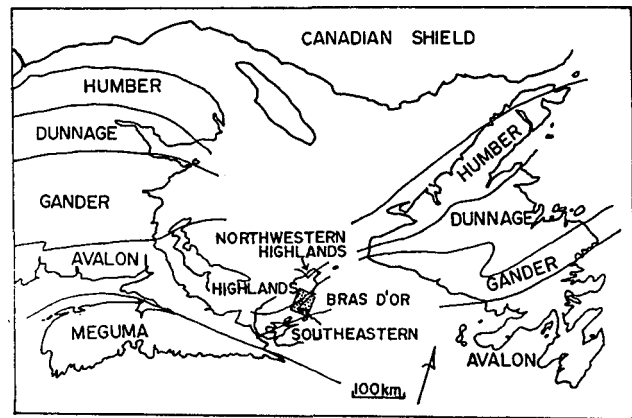 CANADIAN SHIELD
HUMBER
DUNNAGE
GANDER
AVALON
MEGUMA
NORTHWESTERN
HIGHLANDS
HIGHLANDS
BRAS D'OR
SOUTHEASTERN
HUMBER
DUNNAGE
GANDER
AVALON
100km